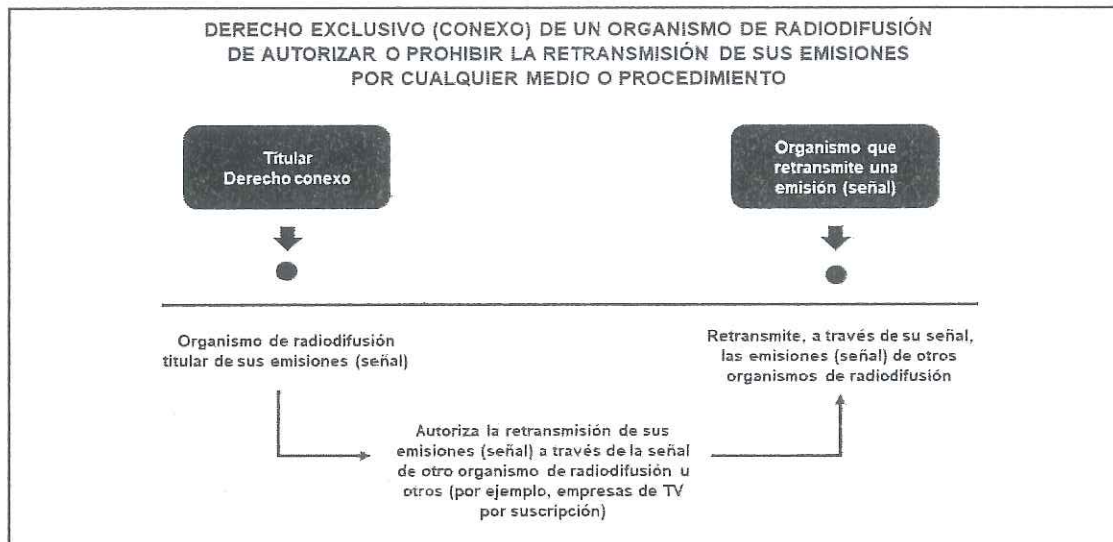 DERECHO EXCLUSIVO (CONEXO) DE UN ORGANISMO DE RADIODIFUSIÓN
DE AUTORIZAR O PROHIBIR LA RETRANSMISIÓN DE SUS EMISIONES
POR CUALQUIER MEDIO O PROCEDIMIENTO
Titular
Derecho conexo
Organismo que
retransmite una
emisión (señal)
Organismo de radiodifusión
titular de sus emisiones (señal)
Retransmite, a través de su señal,
las emisiones (señal) de otros
organismos de radiodifusión
Autoriza la retransmisión de sus
emisiones (señal) a través de la señal
de otro organismo de radiodifusión u
otros (por ejemplo, empresas de TV
por suscripción)